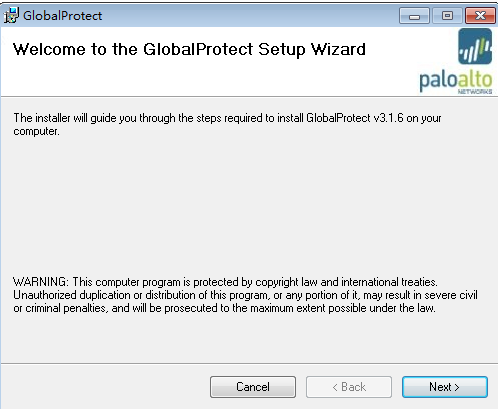 GlobalProtect
Welcome to the GlobalProtect Setup Wizard
paloalto
NETWORKS
The installer will guide you through the steps required to install GlobalProtect v3.1.6 on your
computer.
WARNING: This computer program is protected by copyright law and international treaties.
Unauthorized duplication or distribution of this program, or any portion of it, may result in severe civil
or criminal penalties, and will be prosecuted to the maximum extent possible under the law.
Cancel
< Back
Next >